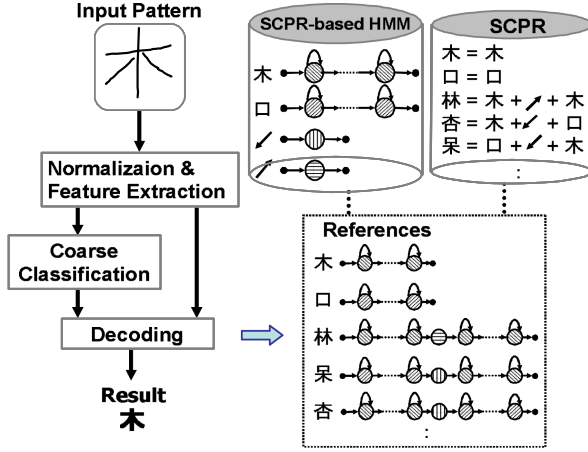 Input Pattern
木
Normalizaion &
Feature Extraction
Coarse
Classification
Decoding
Result
木
SCPR-based HMM
木
口
SCPR
木 = 木
口 = 口
林 = 木 + ↗ + 木
杏 = 木 + ↙ + 口
呆 = 口 + ↙ + 木
:
References
木
口
林
呆
杏
: